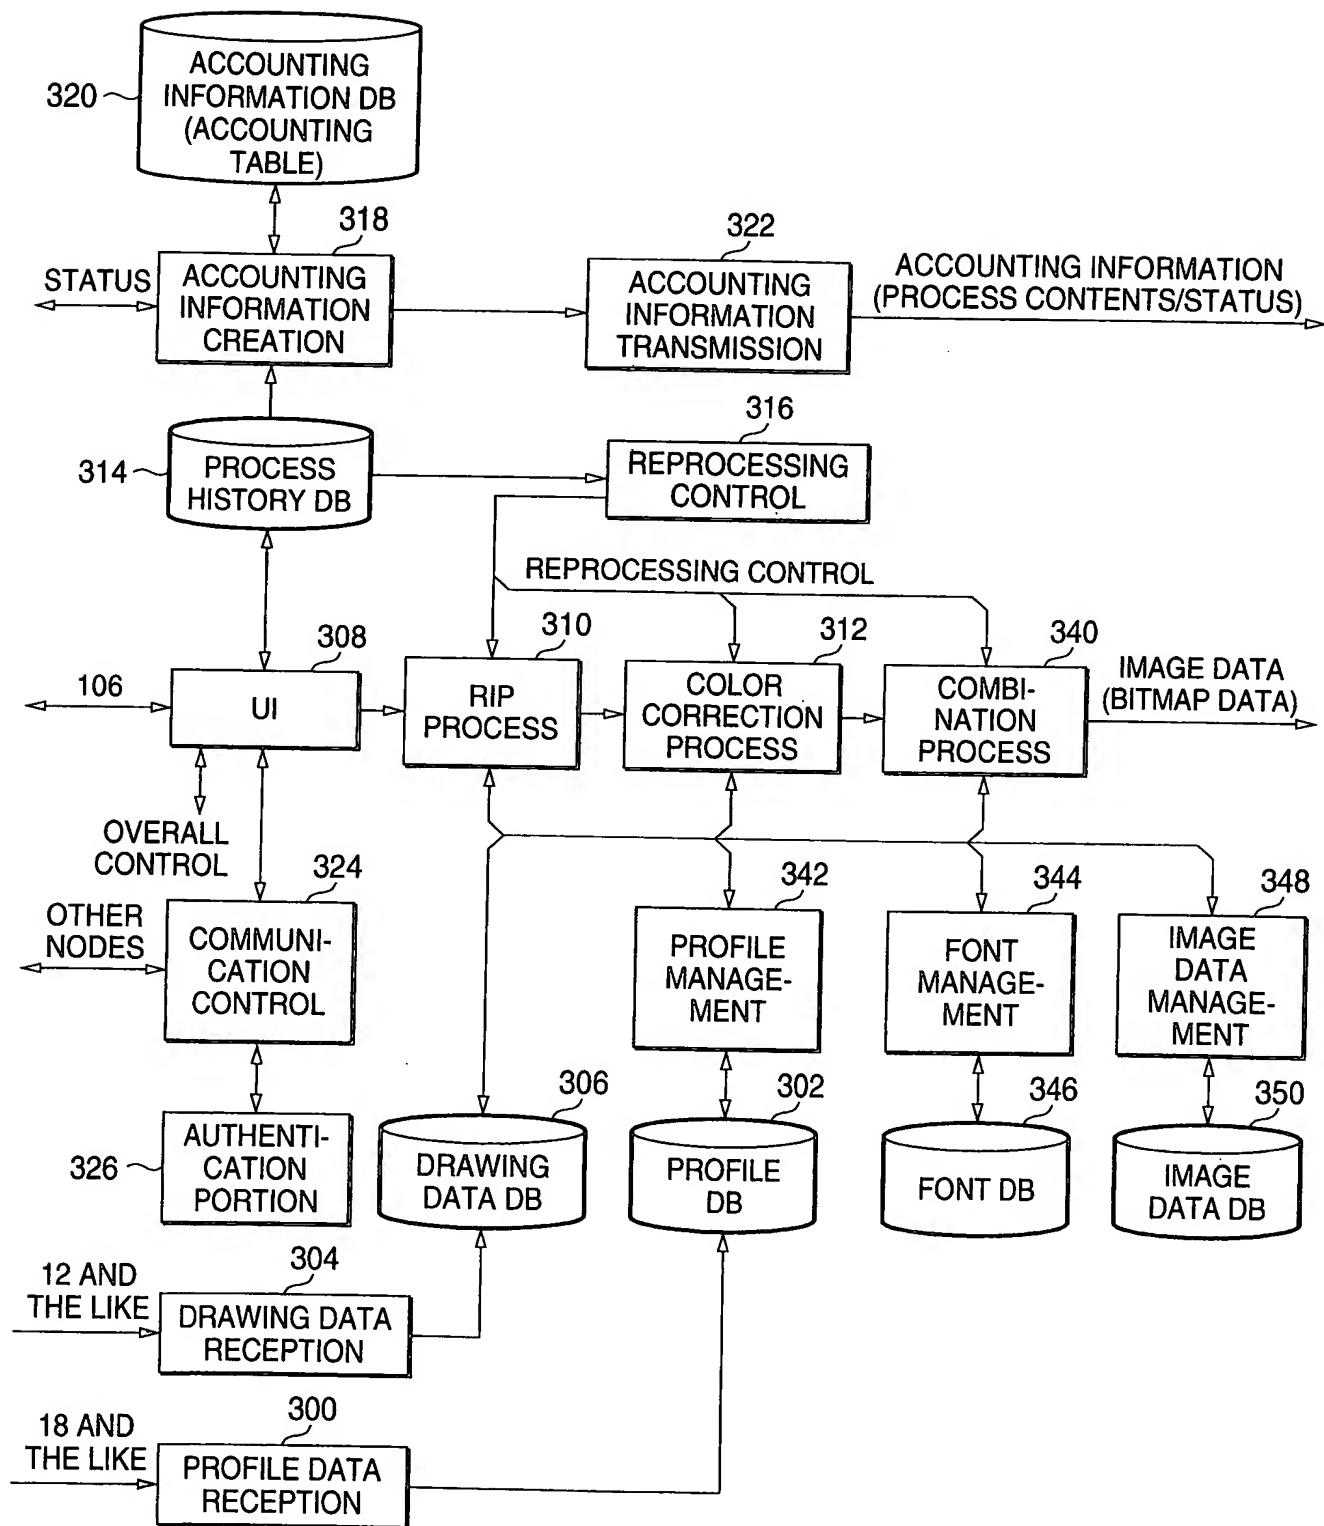 320
ACCOUNTING
INFORMATION DB
(ACCOUNTING
TABLE)
318
322
STATUS
ACCOUNTING
INFORMATION
CREATION
ACCOUNTING
INFORMATION
TRANSMISSION
ACCOUNTING INFORMATION
(PROCESS CONTENTS/STATUS)
314
PROCESS
HISTORY DB
316
REPROCESSING
CONTROL
REPROCESSING CONTROL
106
308
UI
310
RIP
PROCESS
312
COLOR
CORRECTION
PROCESS
340
COMBI-
NATION
PROCESS
IMAGE DATA
(BITMAP DATA)
OVERALL
CONTROL
324
OTHER
NODES
COMMUNI-
CATION
CONTROL
342
PROFILE
MANAGE-
MENT
344
FONT
MANAGE-
MENT
348
IMAGE
DATA
MANAGE-
MENT
326
AUTHENTI-
CATION
PORTION
306
DRAWING
DATA DB
302
PROFILE
DB
346
FONT DB
350
IMAGE
DATA DB
12 AND
THE LIKE
304
DRAWING DATA
RECEPTION
18 AND
THE LIKE
300
PROFILE DATA
RECEPTION